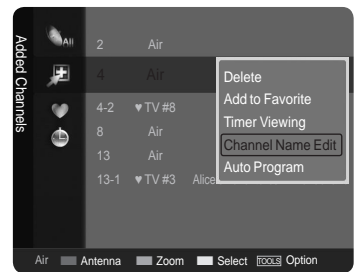 Added Channels
All
2 Air
4 Air
4-2 ♥ TV #8
8 Air
13 Air
13-1 ♥ TV #3 Alice
Delete
Add to Favorite
Timer Viewing
Channel Name Edit
Auto Program
Air Antenna Zoom Select TOOLS Option